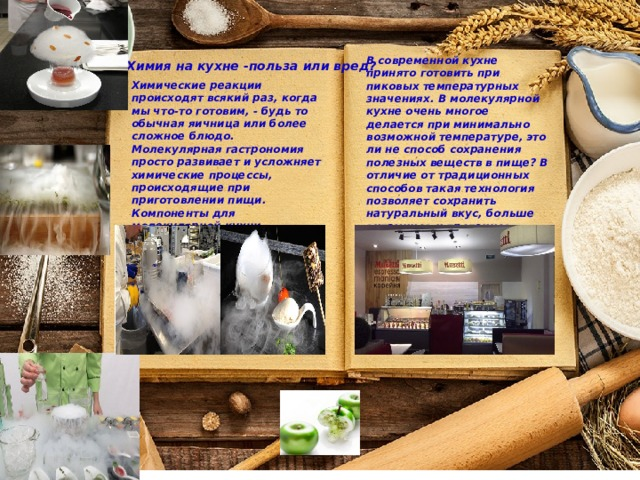 Химия на кухне -польза или вред?
Химические реакции
происходят всякий раз, когда
мы что-то готовим, - будь то
обычная яичница или более
сложное блюдо.
Молекулярная гастрономия
просто развивает и усложняет
химические процессы,
происходящие при
приготовлении пищи.
Компоненты для
В современной кухне
принято готовить при
пиковых температурных
значениях. В молекулярной
кухне очень многое
делается при минимально
возможной температуре, это
ли не способ сохранения
полезных веществ в пище? В
отличие от традиционных
способов такая технология
позволяет сохранить
натуральный вкус, больше